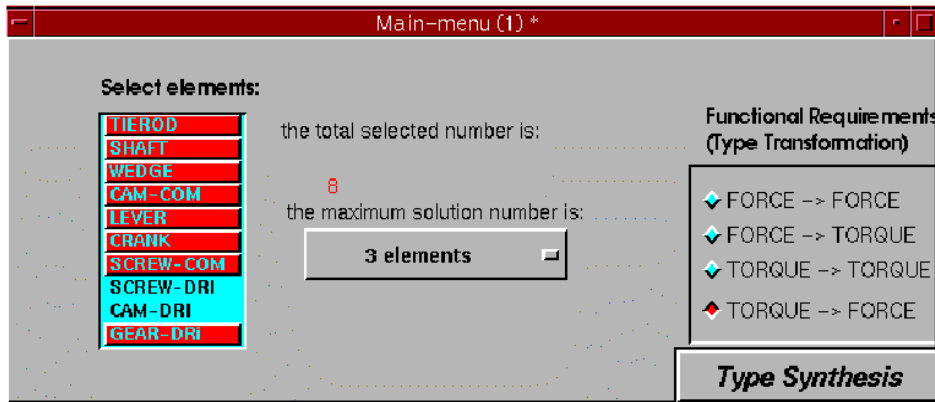 Main-menu (1) *
Select elements:
TIEROD
SHAFT
WEDGE
CAM-COM
LEVER
CRANK
SCREW-COM
SCREW-DRI
CAM-DRI
GEAR-DRi
the total selected number is:
8
the maximum solution number is:
3 elements
Functional Requirements
(Type Transformation)
FORCE -> FORCE
FORCE -> TORQUE
TORQUE -> TORQUE
TORQUE -> FORCE
Type Synthesis